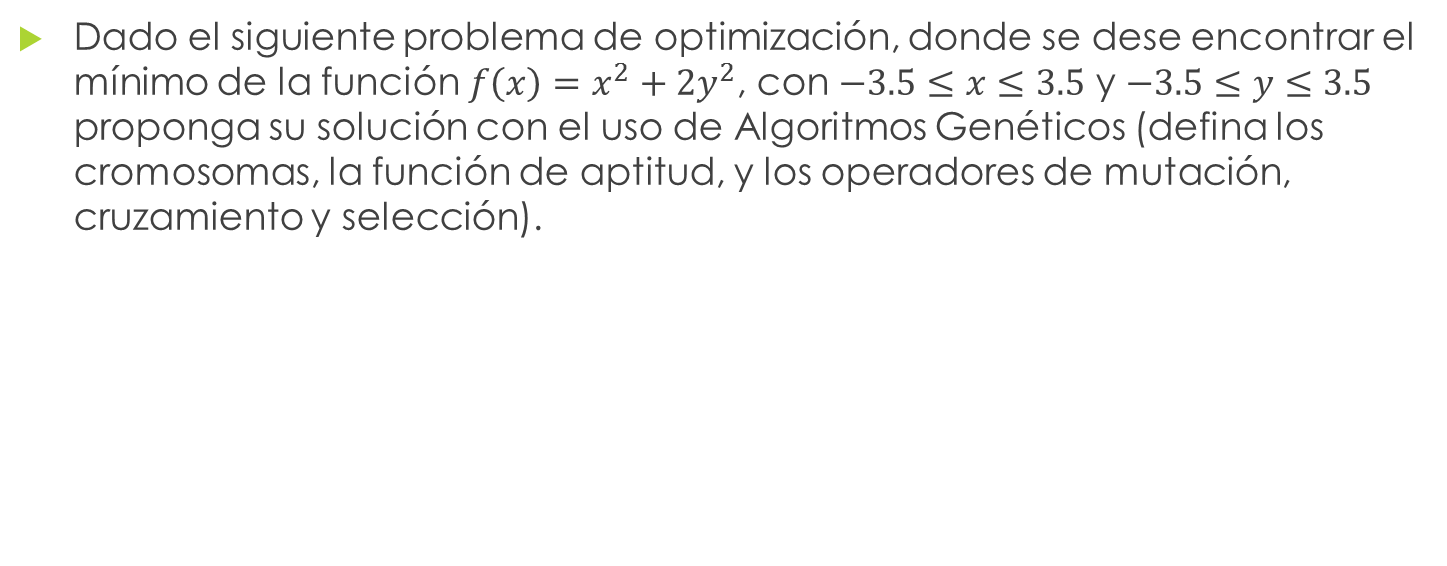 Dado el siguiente problema de optimización, donde se dese encontrar el
mínimo de la función f(x) = x² + 2y², con −3.5 ≤ x ≤ 3.5 y −3.5 ≤ y ≤ 3.5
proponga su solución con el uso de Algoritmos Genéticos (defina los
cromosomas, la función de aptitud, y los operadores de mutación,
cruzamiento y selección).